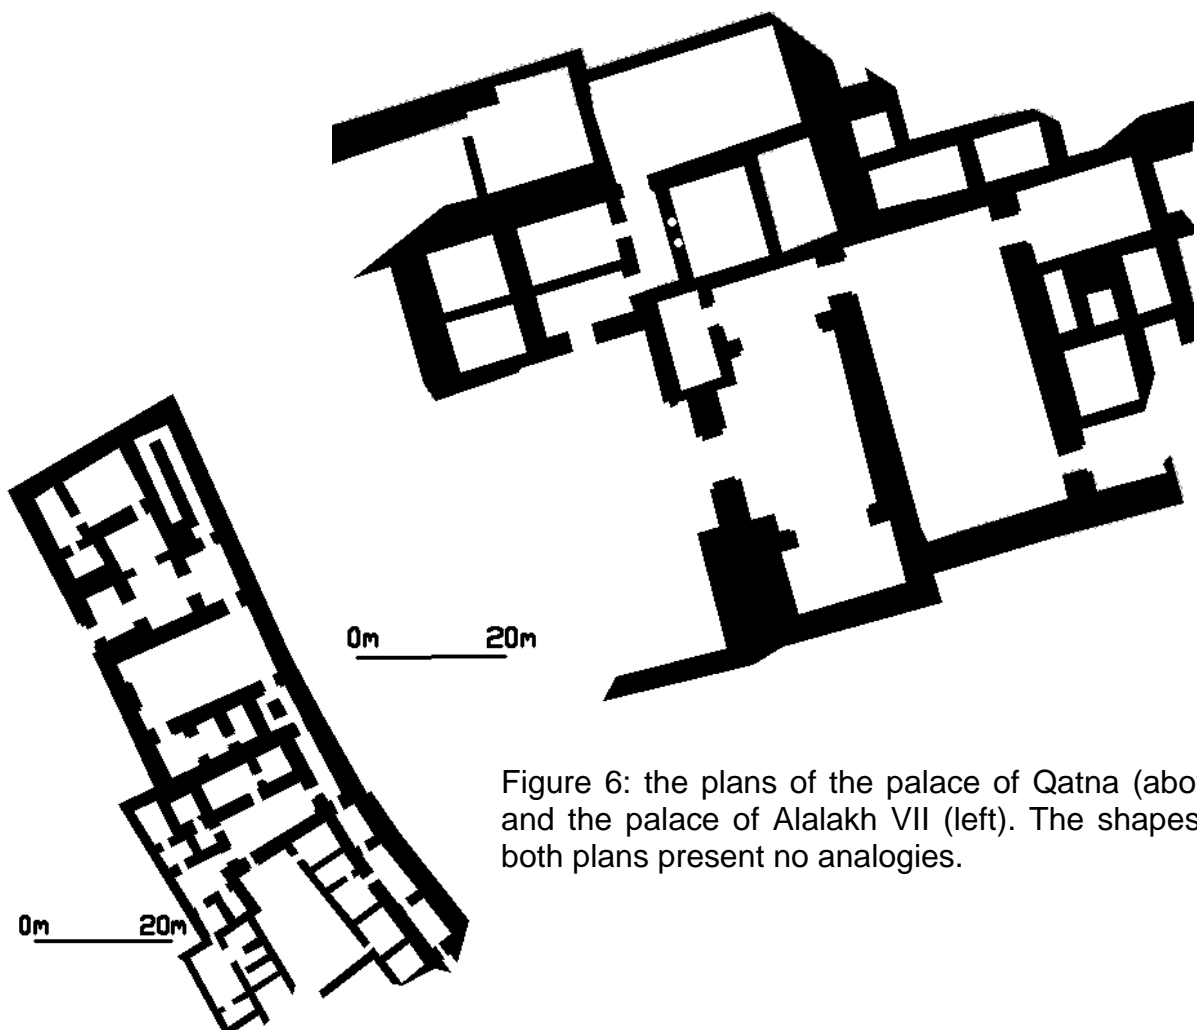 0m 20m
Figure 6: the plans of the palace of Qatna (abo
and the palace of Alalakh VII (left). The shapes
both plans present no analogies.
0m 20m